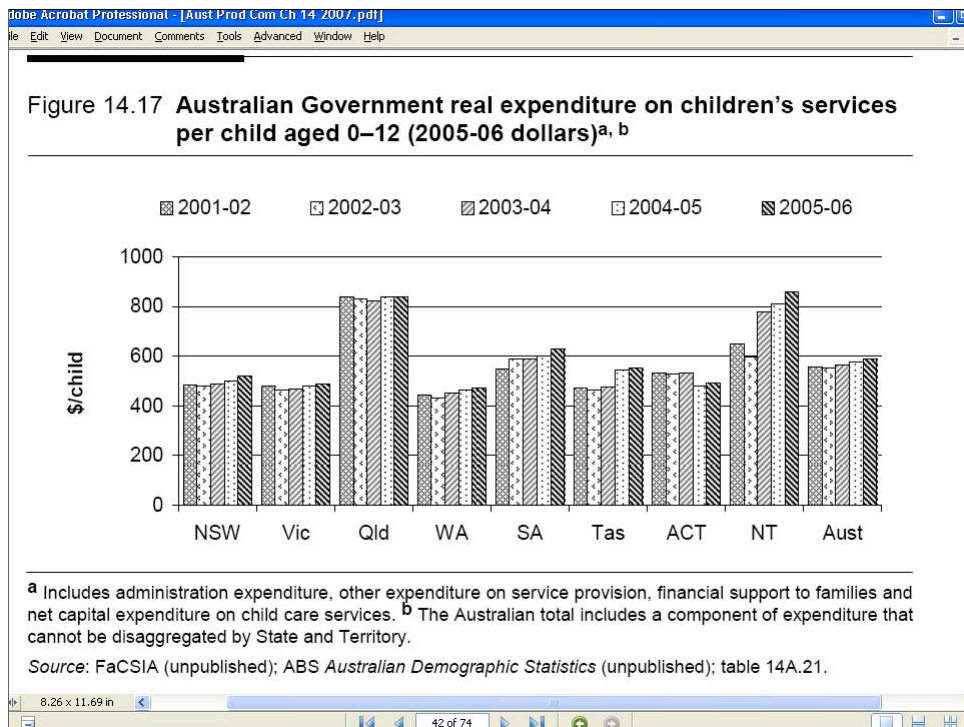 dobe Acrobat Professional - [Aust Prod Com Ch 14 2007.pdf]
ile Edit View Document Comments Tools Advanced Window Help
Figure 14.17 Australian Government real expenditure on children's services
per child aged 0–12 (2005-06 dollars)a, b
2001-02 2002-03 2003-04 2004-05 2005-06
$/child
1000
800
600
400
200
0
NSW Vic Qld WA SA Tas ACT NT Aust
a Includes administration expenditure, other expenditure on service provision, financial support to families and
net capital expenditure on child care services. b The Australian total includes a component of expenditure that
cannot be disaggregated by State and Territory.
Source: FaCSIA (unpublished); ABS Australian Demographic Statistics (unpublished); table 14A.21.
8.26 x 11.69 in
42 of 74